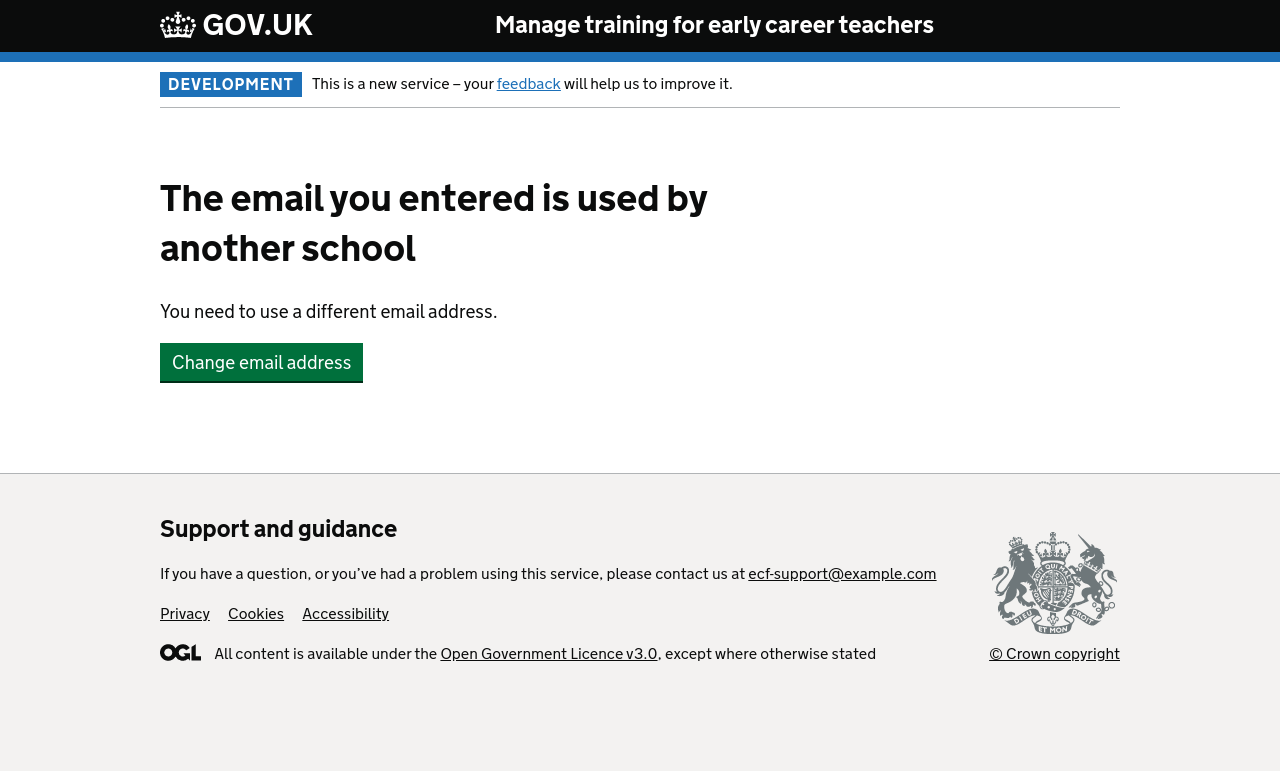 GOV.UK
Manage training for early career teachers
DEVELOPMENT This is a new service – your feedback will help us to improve it.
The email you entered is used by
another school
You need to use a different email address.
Change email address
Support and guidance
If you have a question, or you’ve had a problem using this service, please contact us at ecf-support@example.com
Privacy Cookies Accessibility
OGL All content is available under the Open Government Licence v3.0, except where otherwise stated
DIEU ET MON DROIT
© Crown copyright